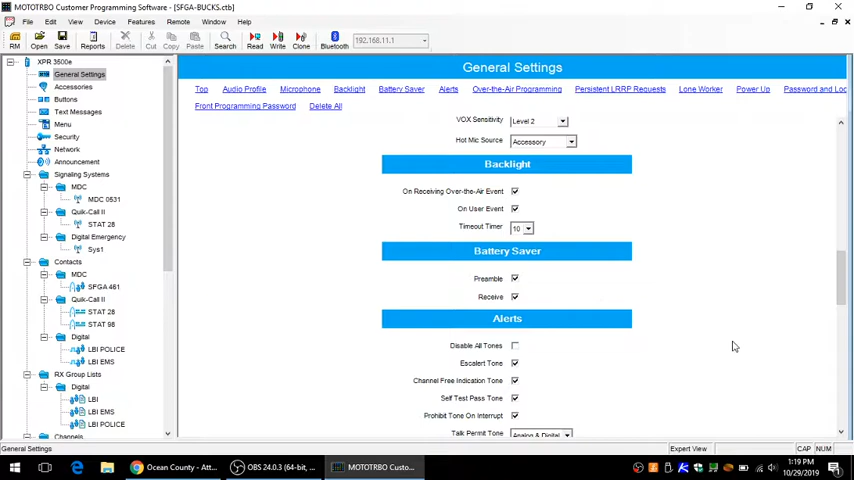 MOTOTRBO Customer Programming Software - [SFGA-BUCKS.ctb]
File Edit View Device Features Remote Window Help
RM Open Save Reports Delete Cut Copy Paste Search Read Write Clone Bluetooth 192.168.11.1
XPR 3500e
General Settings
Accessories
Buttons
Text Messages
Menu
Security
Network
Announcement
Signaling Systems
MDC
MDC 0531
Quik-Call II
STAT 28
Digital Emergency
Sys1
Contacts
MDC
SFGA 461
Quik-Call II
STAT 28
STAT 98
Digital
LBI POLICE
LBI EMS
RX Group Lists
Digital
LBI
LBI EMS
LBI POLICE
Channels
General Settings
Top Audio Profile Microphone Backlight Battery Saver Alerts Over-the-Air Programming Persistent LRRP Requests Lone Worker Power Up Password and Loc
Front Programming Password Delete All
VOX Sensitivity Level 2
Hot Mic Source Accessory
Backlight
On Receiving Over-the-Air Event
On User Event
Timeout Timer 10
Battery Saver
Preamble
Receive
Alerts
Disable All Tones
Escalert Tone
Channel Free Indication Tone
Self Test Pass Tone
Prohibit Tone On Interrupt
Talk Permit Tone Analog & Digital
General Settings Expert View CAP NUM
Ocean County - Att... OBS 24.0.3 (64-bit, ... MOTOTRBO Custo...
1:19 PM
10/29/2019